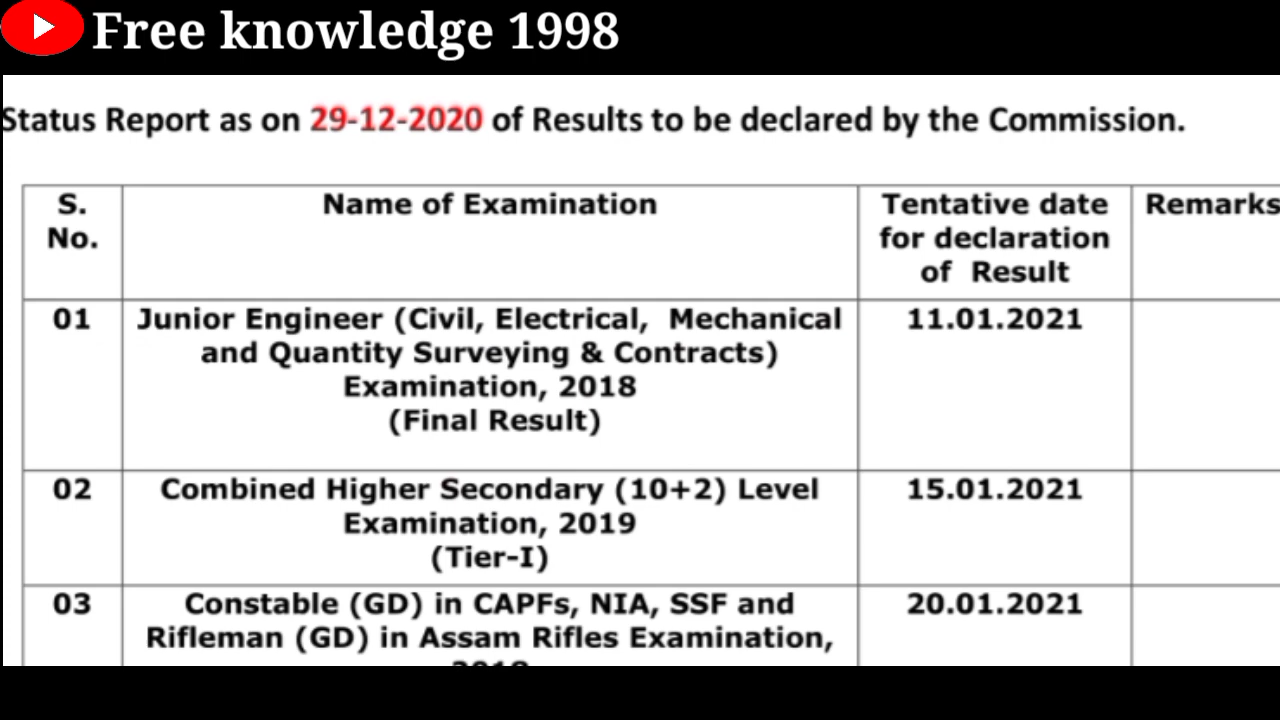 Free knowledge 1998
Status Report as on 29-12-2020 of Results to be declared by the Commission.
S. No.
Name of Examination
Tentative date for declaration of Result
Remarks
01
Junior Engineer (Civil, Electrical, Mechanical
and Quantity Surveying & Contracts)
Examination, 2018
(Final Result)
11.01.2021
02
Combined Higher Secondary (10+2) Level
Examination, 2019
(Tier-I)
15.01.2021
03
Constable (GD) in CAPFs, NIA, SSF and
Rifleman (GD) in Assam Rifles Examination,
20.01.2021